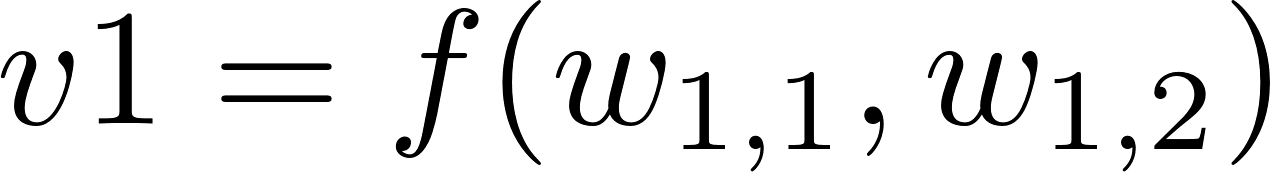 v1 = f(w_{1,1}, w_{1,2})